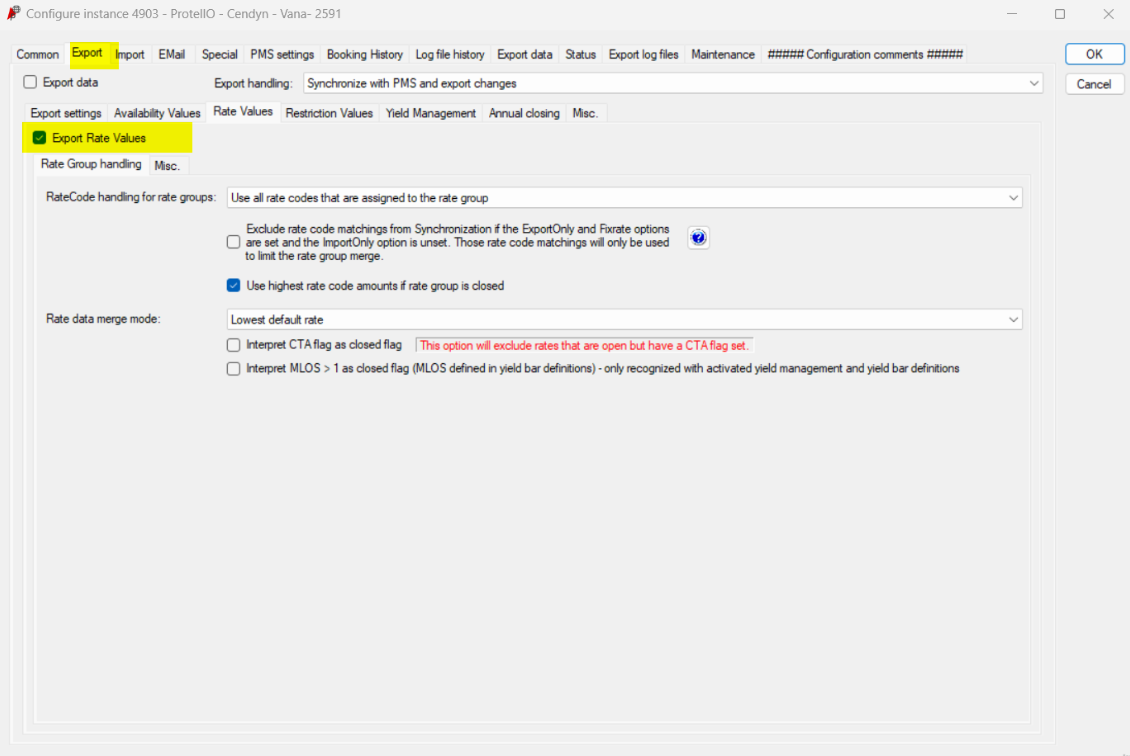 Configure instance 4903 - ProtelIO - Cendyn - Vana- 2591
Common Export Import EMail Special PMS settings Booking History Log file history Export data Status Export log files Maintenance ##### Configuration comments #####
OK
Export data Export handling: Synchronize with PMS and export changes
Cancel
Export settings Availability Values Rate Values Restriction Values Yield Management Annual closing Misc.
Export Rate Values
Rate Group handling Misc.
RateCode handling for rate groups: Use all rate codes that are assigned to the rate group
Exclude rate code matchings from Synchronization if the ExportOnly and Fixrate options
are set and the ImportOnly option is unset. Those rate code matchings will only be used
to limit the rate group merge.
Use highest rate code amounts if rate group is closed
Rate data merge mode: Lowest default rate
Interpret CTA flag as closed flag This option will exclude rates that are open but have a CTA flag set.
Interpret MLOS > 1 as closed flag (MLOS defined in yield bar definitions) - only recognized with activated yield management and yield bar definitions